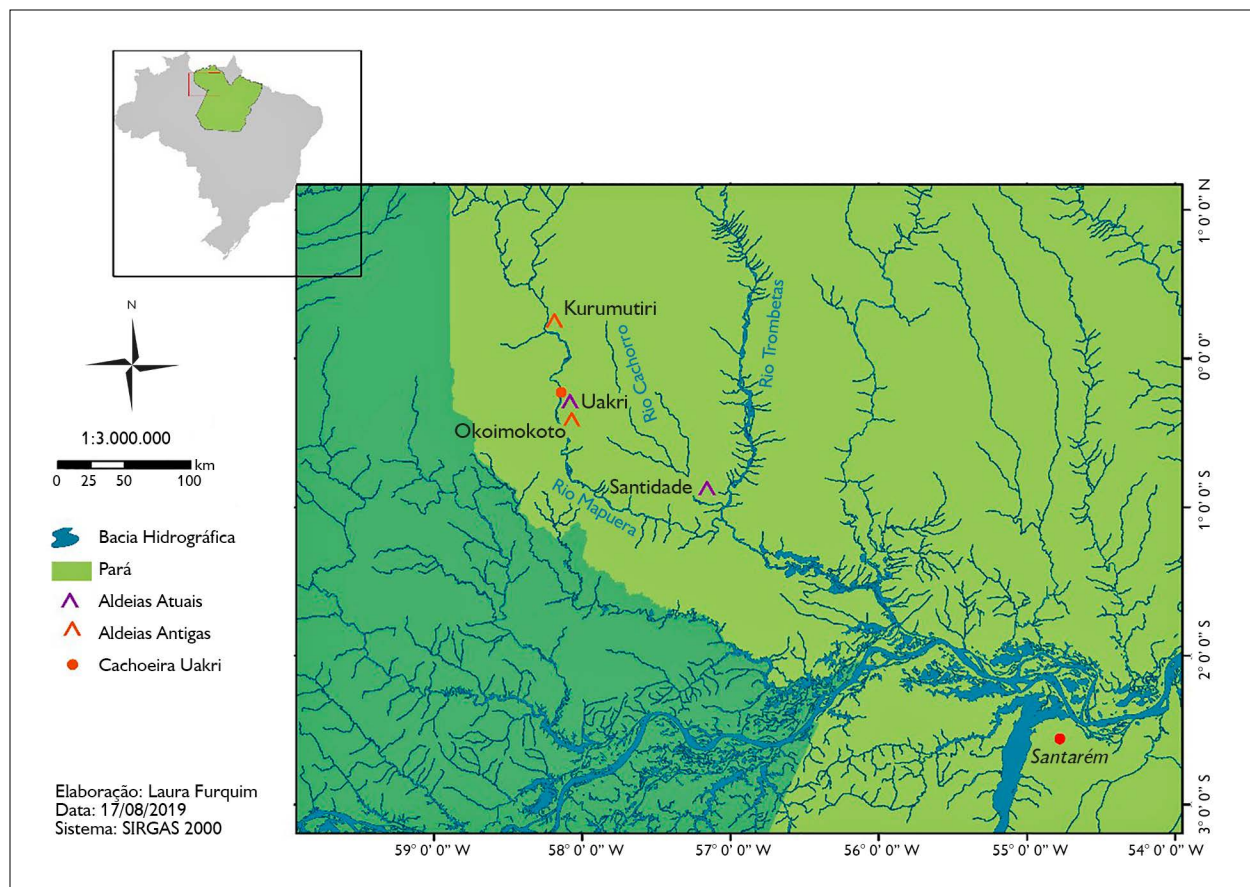 N
1:3.000.000
0 25 50 100 km
Bacia Hidrográfica
Pará
Aldeias Atuais
Aldeias Antigas
Cachoeira Uakri
Elaboração: Laura Furquim
Data: 17/08/2019
Sistema: SIRGAS 2000
Kurumutiri
Rio Cachorro
Rio Trombetas
Uakri
Okoimokoto
Santidade
Rio Mapuera
Santarém
1° 0' 0" N
0° 0' 0"
1° 0' 0" S
2° 0' 0" S
3° 0' 0" S
59° 0' 0" W
58° 0' 0" W
57° 0' 0" W
56° 0' 0" W
55° 0' 0" W
54° 0' 0" W